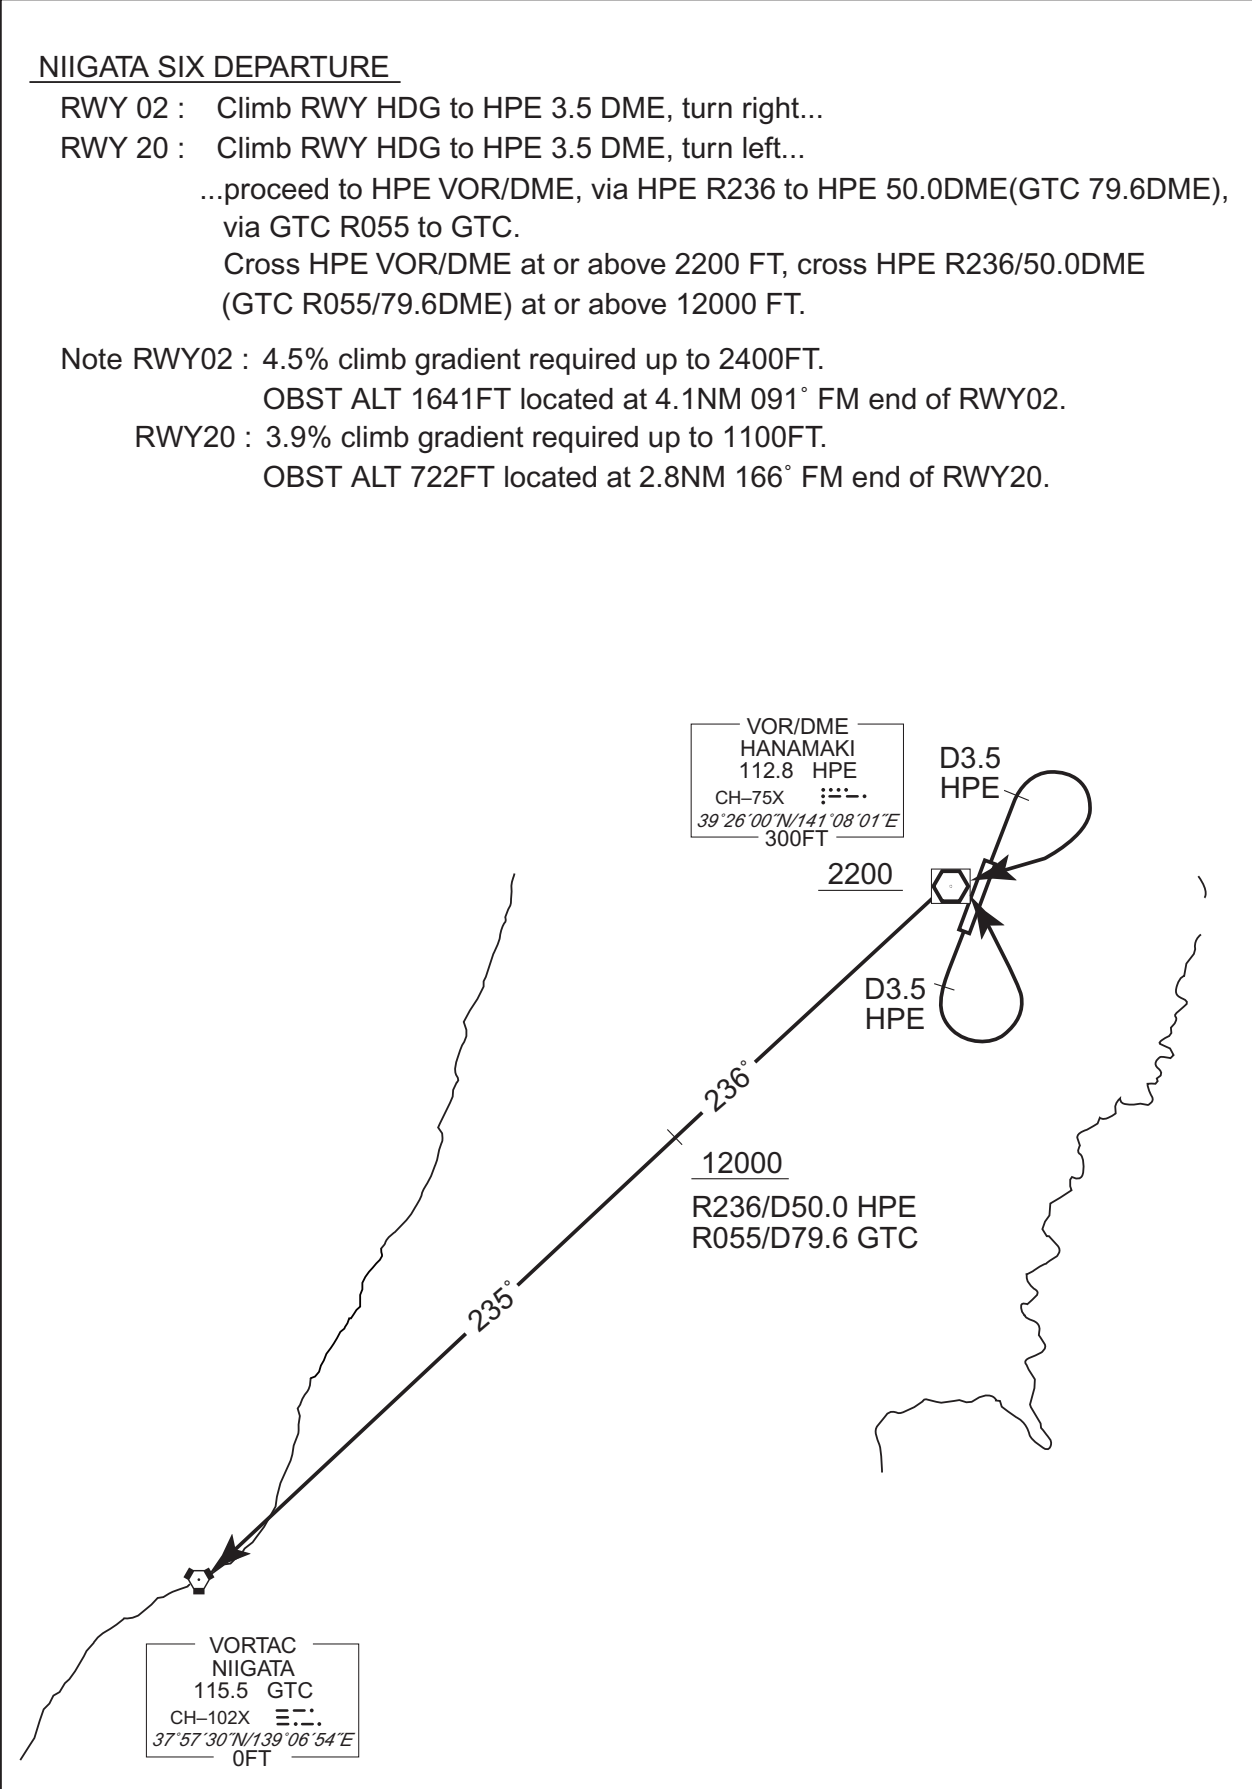 NIIGATA SIX DEPARTURE
RWY 02 : Climb RWY HDG to HPE 3.5 DME, turn right...
RWY 20 : Climb RWY HDG to HPE 3.5 DME, turn left...
...proceed to HPE VOR/DME, via HPE R236 to HPE 50.0DME(GTC 79.6DME),
via GTC R055 to GTC.
Cross HPE VOR/DME at or above 2200 FT, cross HPE R236/50.0DME
(GTC R055/79.6DME) at or above 12000 FT.
Note RWY02 : 4.5% climb gradient required up to 2400FT.
OBST ALT 1641FT located at 4.1NM 091° FM end of RWY02.
RWY20 : 3.9% climb gradient required up to 1100FT.
OBST ALT 722FT located at 2.8NM 166° FM end of RWY20.
VOR/DME
HANAMAKI
112.8 HPE
CH–75X
39°26´00˝N/141°08´01˝E
300FT
D3.5
HPE
2200
D3.5
HPE
236°
12000
R236/D50.0 HPE
R055/D79.6 GTC
235°
VORTAC
NIIGATA
115.5 GTC
CH–102X
37°57´30˝N/139°06´54˝E
0FT